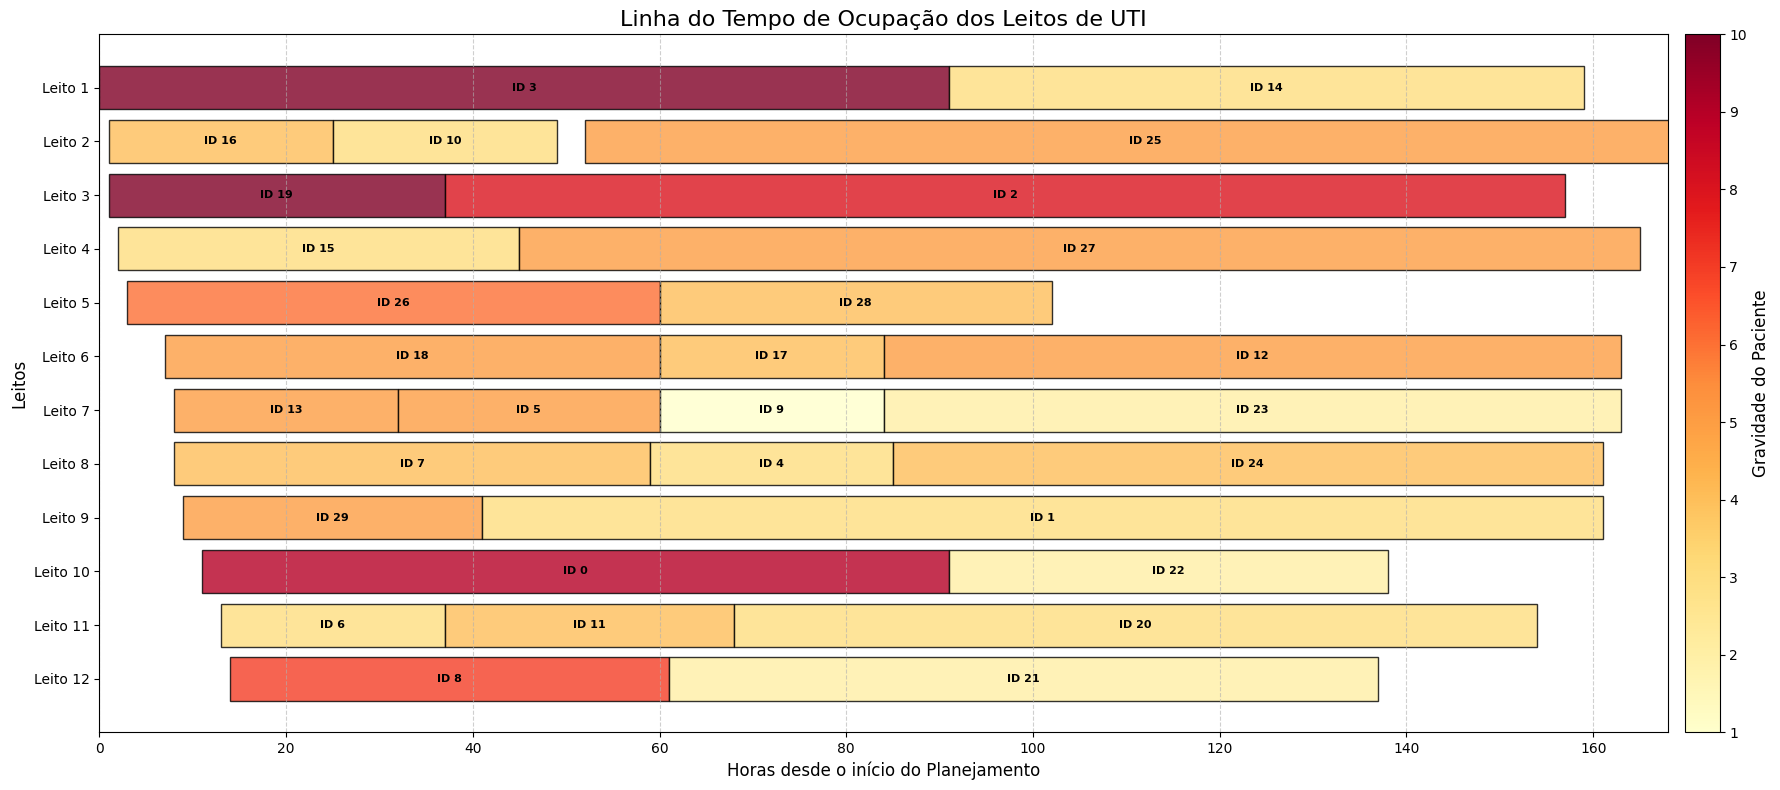 Linha do Tempo de Ocupação dos Leitos de UTI
Leito 1
ID 3
ID 14
Leito 2
ID 16
ID 10
ID 25
Leito 3
ID 19
ID 2
Leito 4
ID 15
ID 27
Leito 5
ID 26
ID 28
Leito 6
ID 18
ID 17
ID 12
Leito 7
ID 13
ID 5
ID 9
ID 23
Leito 8
ID 7
ID 4
ID 24
Leito 9
ID 29
ID 1
Leito 10
ID 0
ID 22
Leito 11
ID 6
ID 11
ID 20
Leito 12
ID 8
ID 21
Leitos
0
20
40
60
80
100
120
140
160
Horas desde o início do Planejamento
10
9
8
7
6
5
4
3
2
1
Gravidade do Paciente